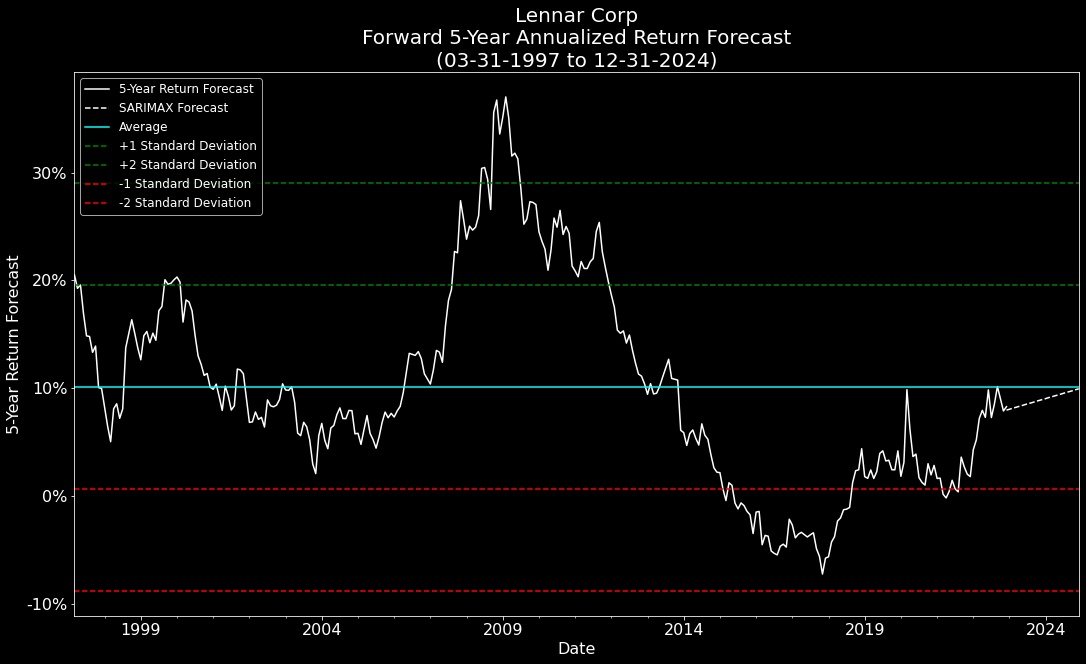 Lennar Corp
Forward 5-Year Annualized Return Forecast
(03-31-1997 to 12-31-2024)
5-Year Return Forecast
SARIMAX Forecast
Average
+1 Standard Deviation
+2 Standard Deviation
-1 Standard Deviation
-2 Standard Deviation
5-Year Return Forecast
30%
20%
10%
0%
-10%
1999
2004
2009
2014
2019
2024
Date